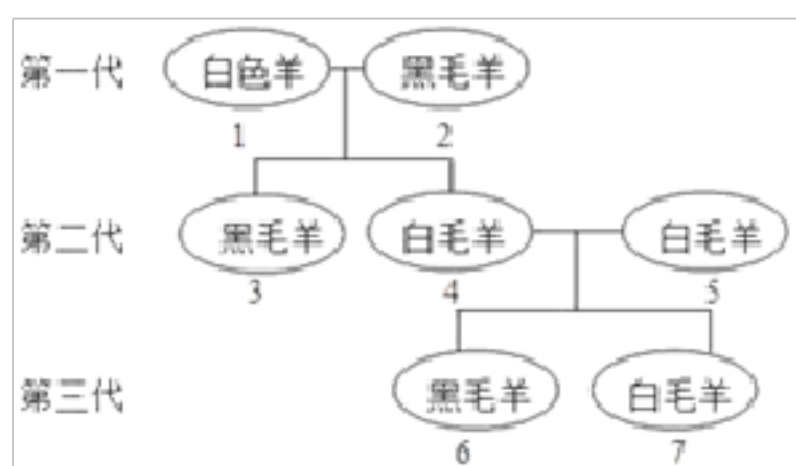 第一代 白色羊 黑毛羊
1 2
第二代 黑毛羊 白毛羊 白毛羊
3 4 5
第三代 黑毛羊 白毛羊
6 7